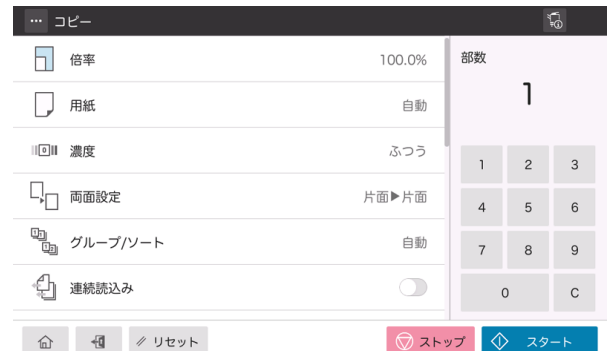 コピー
倍率 100.0%
用紙 自動
濃度 ふつう
両面設定 片面▶片面
グループ/ソート 自動
連続読込み
部数
1
1 2 3
4 5 6
7 8 9
0 C
リセット
ストップ
スタート